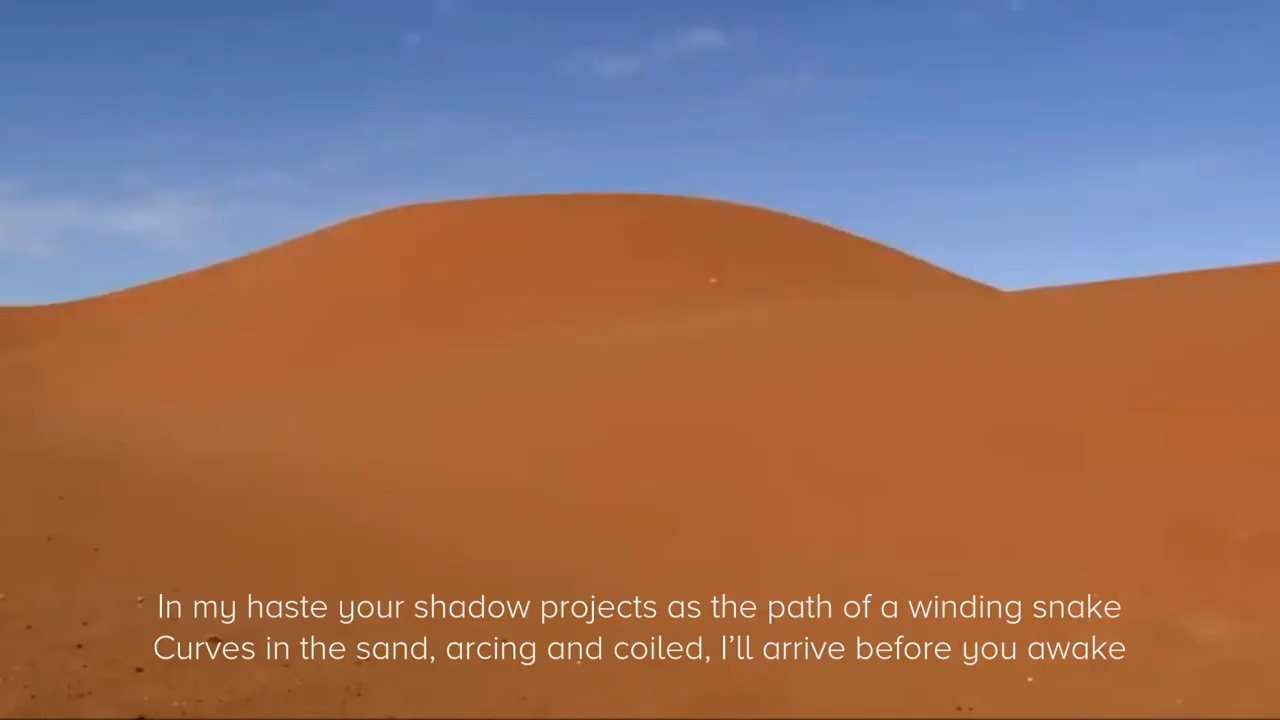 In my haste your shadow projects as the path of a winding snake
Curves in the sand, arcing and coiled, I’ll arrive before you awake